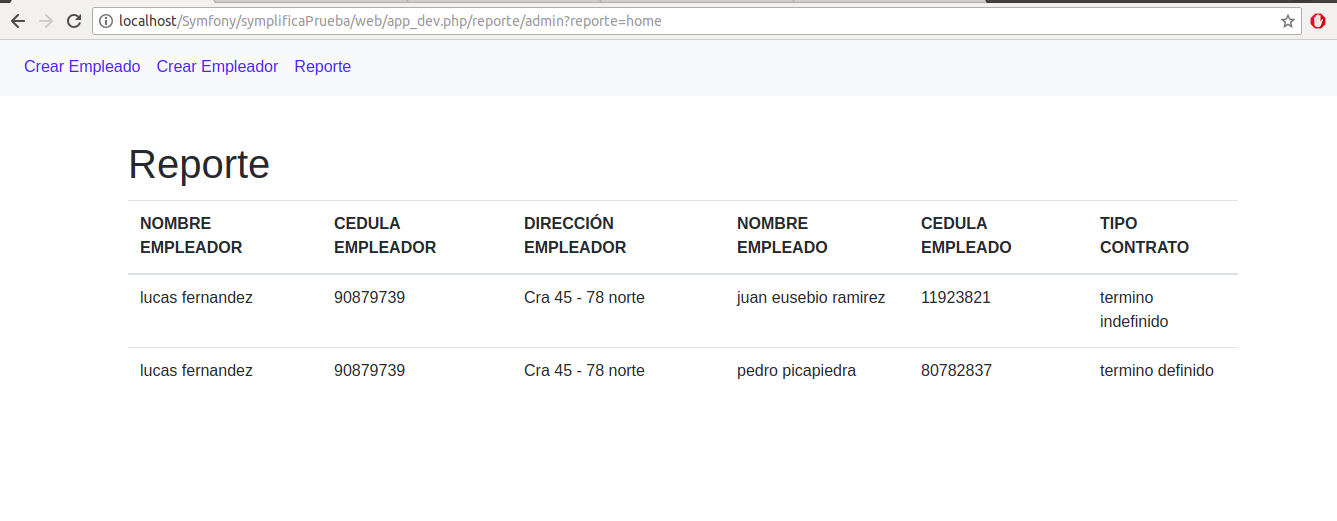 localhost/Symfony/symplificaPrueba/web/app_dev.php/reporte/admin?reporte=home
Crear Empleado Crear Empleador Reporte
Reporte
NOMBRE EMPLEADOR CEDULA EMPLEADOR DIRECCIÓN EMPLEADOR NOMBRE EMPLEADO CEDULA EMPLEADO TIPO CONTRATO
lucas fernandez 90879739 Cra 45 - 78 norte juan eusebio ramirez 11923821 termino indefinido
lucas fernandez 90879739 Cra 45 - 78 norte pedro picapiedra 80782837 termino definido